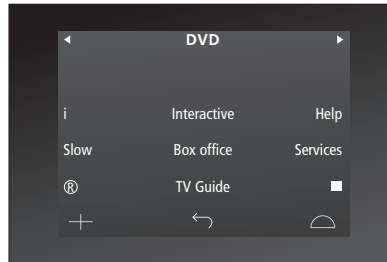 DVD
i Interactive Help
Slow Box office Services
® TV Guide